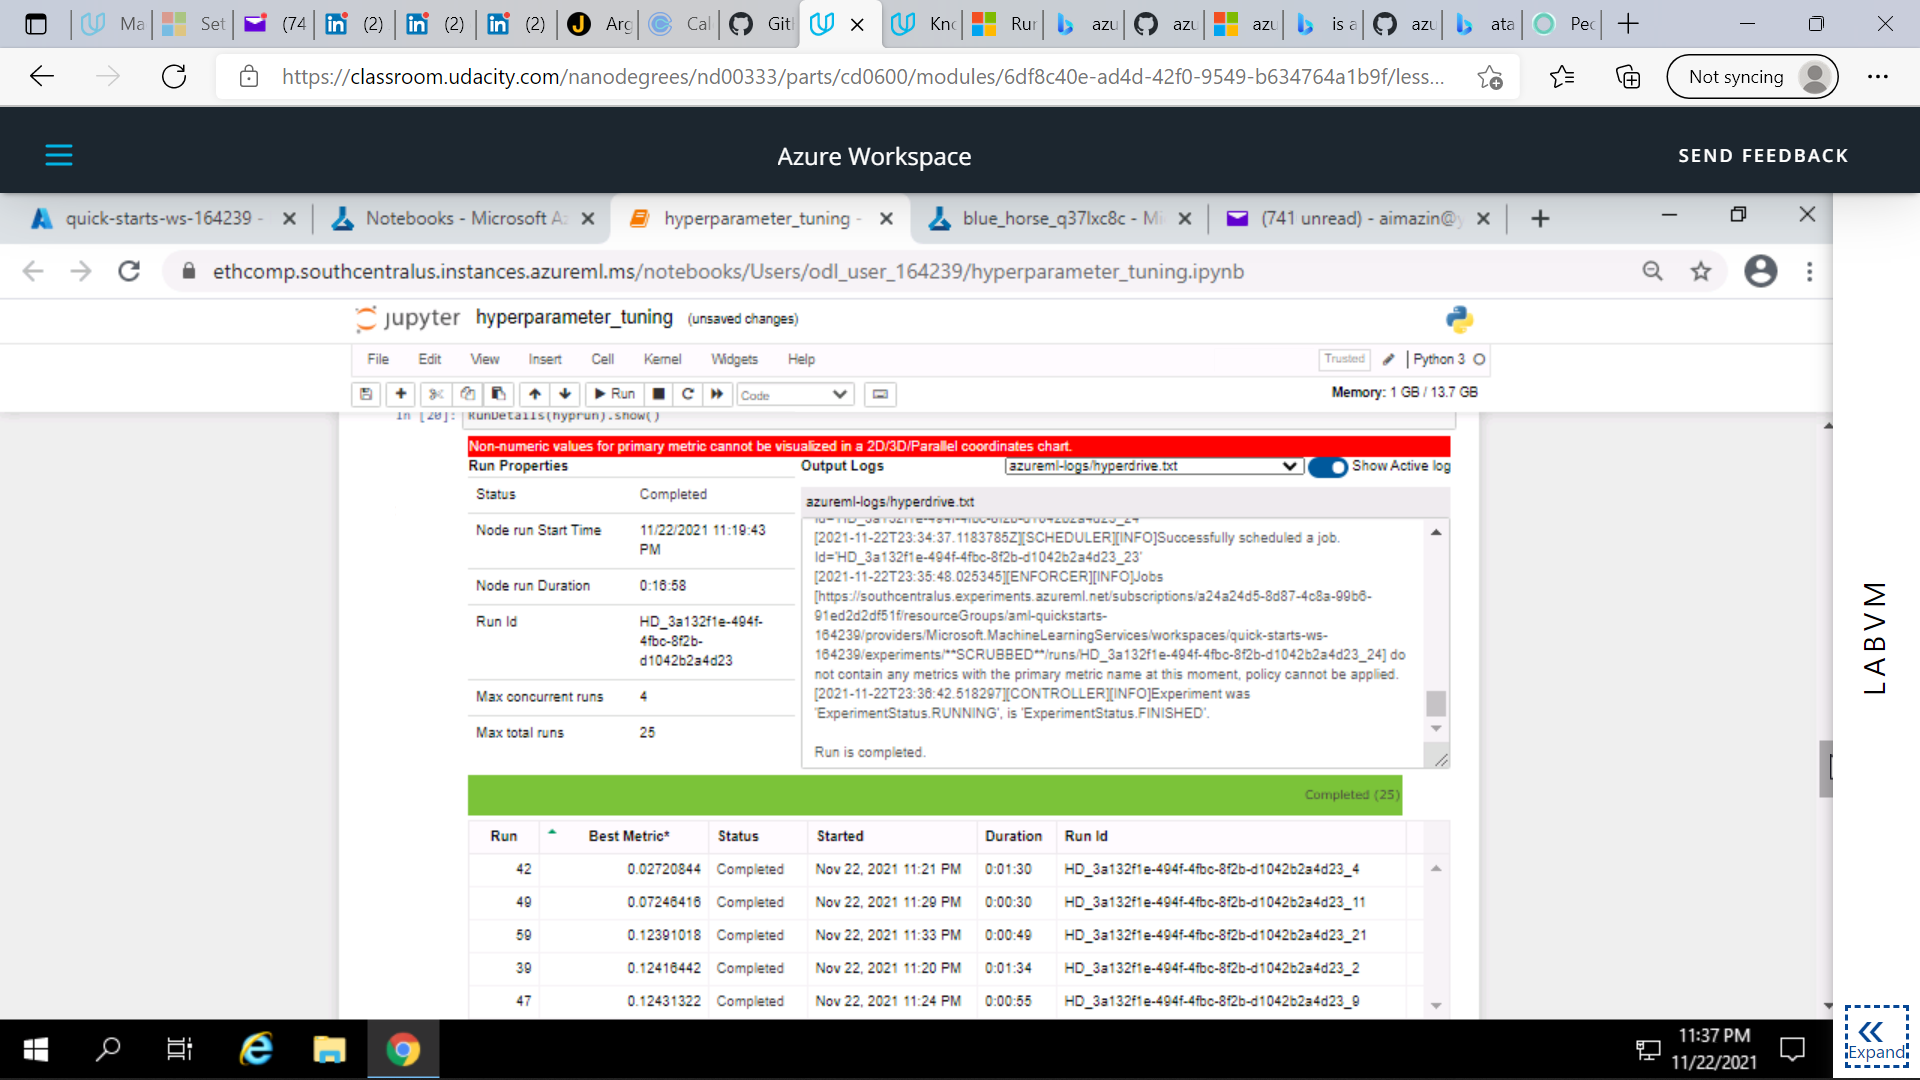 Ma
Set
(74
(2)
(2)
(2)
Arg
Cal
Git
Kno
Rur
azu
azu
azu
is a
azu
ata
Pec
https://classroom.udacity.com/nanodegrees/nd00333/parts/cd0600/modules/6df8c40e-ad4d-42f0-9549-b634764a1b9f/less...
Not syncing
Azure Workspace
SEND FEEDBACK
quick-starts-ws-164239 -
Notebooks - Microsoft Az
hyperparameter_tuning -
blue_horse_q37lxc8c - Mi
(741 unread) - aimazin@y
ethcomp.southcentralus.instances.azureml.ms/notebooks/Users/odl_user_164239/hyperparameter_tuning.ipynb
jupyter hyperparameter_tuning (unsaved changes)
File Edit View Insert Cell Kernel Widgets Help
Trusted Python 3
Run Code
Memory: 1 GB / 13.7 GB
In [20]: RunDetails(hyprun).show()
Non-numeric values for primary metric cannot be visualized in a 2D/3D/Parallel coordinates chart.
Run Properties
Status Completed
Node run Start Time 11/22/2021 11:19:43
PM
Node run Duration 0:16:58
Run Id HD_3a132f1e-494f-
4fbc-8f2b-
d1042b2a4d23
Max concurrent runs 4
Max total runs 25
Output Logs azureml-logs/hyperdrive.txt Show Active log
azureml-logs/hyperdrive.txt
Id='HD_3a132f1e-494f-4fbc-8f2b-d1042b2a4d23_24'
[2021-11-22T23:34:37.1183785Z][SCHEDULER][INFO]Successfully scheduled a job.
Id='HD_3a132f1e-494f-4fbc-8f2b-d1042b2a4d23_23'
[2021-11-22T23:35:48.025345][ENFORCER][INFO]Jobs
[https://southcentralus.experiments.azureml.net/subscriptions/a24a24d5-8d87-4c8a-99b6-
91ed2d2df51f/resourceGroups/aml-quickstarts-
164239/providers/Microsoft.MachineLearningServices/workspaces/quick-starts-ws-
164239/experiments/**SCRUBBED**/runs/HD_3a132f1e-494f-4fbc-8f2b-d1042b2a4d23_24] do
not contain any metrics with the primary metric name at this moment, policy cannot be applied.
[2021-11-22T23:36:42.518297][CONTROLLER][INFO]Experiment was
'ExperimentStatus.RUNNING', is 'ExperimentStatus.FINISHED'.
Run is completed.
Completed (25)
Run Best Metric* Status Started Duration Run Id
42 0.02720844 Completed Nov 22, 2021 11:21 PM 0:01:30 HD_3a132f1e-494f-4fbc-8f2b-d1042b2a4d23_4
49 0.07246416 Completed Nov 22, 2021 11:29 PM 0:00:30 HD_3a132f1e-494f-4fbc-8f2b-d1042b2a4d23_11
59 0.12391018 Completed Nov 22, 2021 11:33 PM 0:00:49 HD_3a132f1e-494f-4fbc-8f2b-d1042b2a4d23_21
39 0.12416442 Completed Nov 22, 2021 11:20 PM 0:01:34 HD_3a132f1e-494f-4fbc-8f2b-d1042b2a4d23_2
47 0.12431322 Completed Nov 22, 2021 11:24 PM 0:00:55 HD_3a132f1e-494f-4fbc-8f2b-d1042b2a4d23_9
LABVM
11:37 PM
11/22/2021
Expand